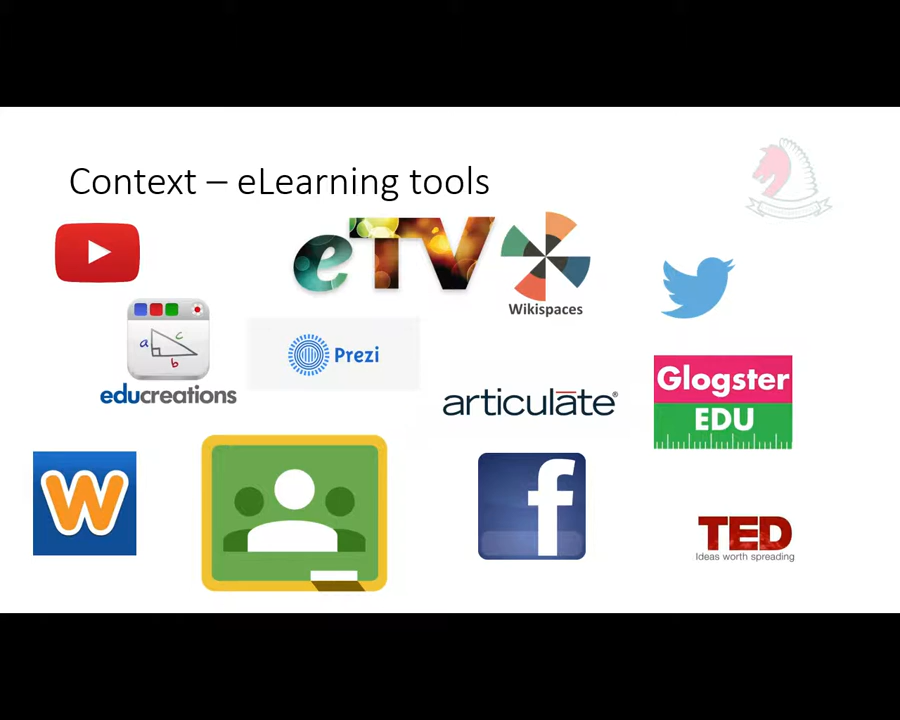 Context – eLearning tools
eTV
Wikispaces
a
c
b
educreations
Prezi
articulate®
Glogster
EDU
W
f
TED
Ideas worth spreading